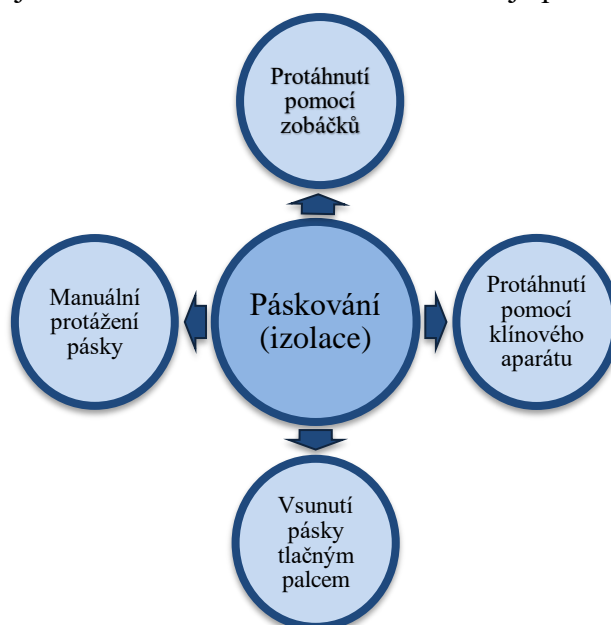 Protáhnutí
pomocí
zobáčků
Manuální
protážení
pásky
Páskování
(izolace)
Protáhnutí
pomocí
klínového
aparátu
Vsunutí
pásky
tlačným
palcem